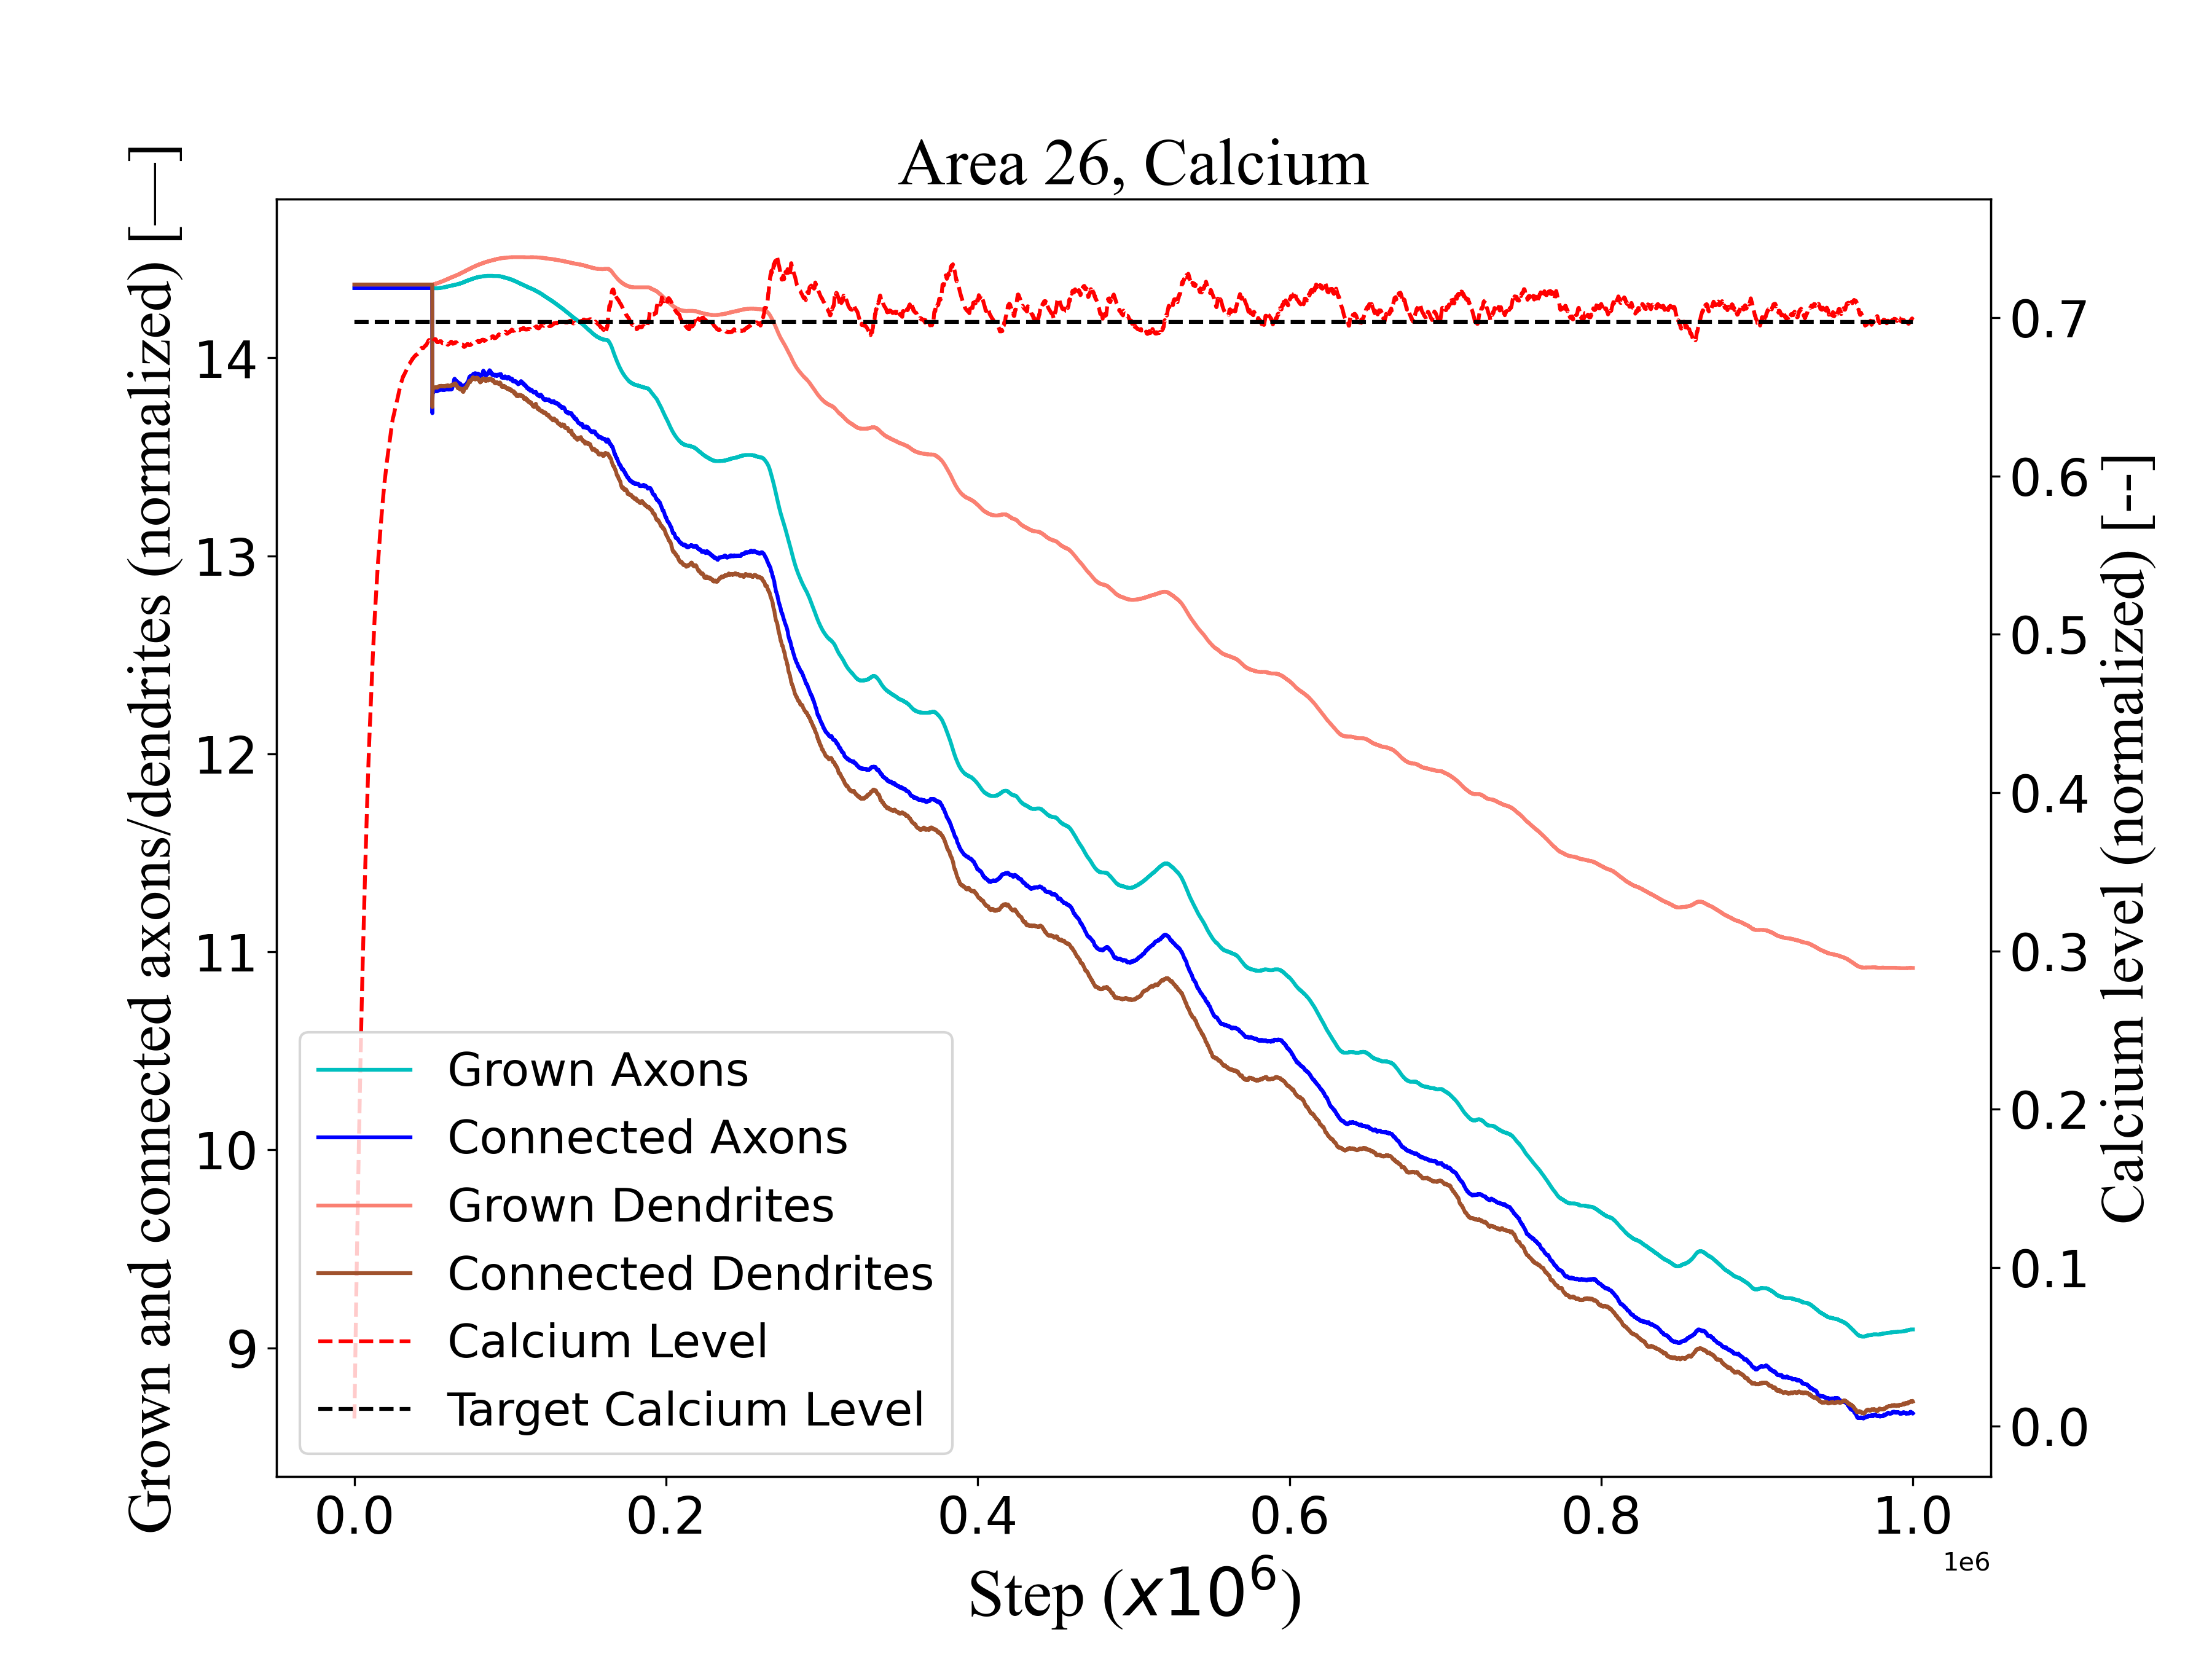 Area 26, Calcium
Grown and connected axons/dendrites (normalized) [—]
14
13
12
11
10
9
Grown Axons
Connected Axons
Grown Dendrites
Connected Dendrites
Calcium Level
Target Calcium Level
0.7
0.6
0.5
0.4
0.3
0.2
0.1
0.0
Calcium level (normalized) [--]
0.0 0.2 0.4 0.6 0.8 1.0
1e6
Step (x10⁶)